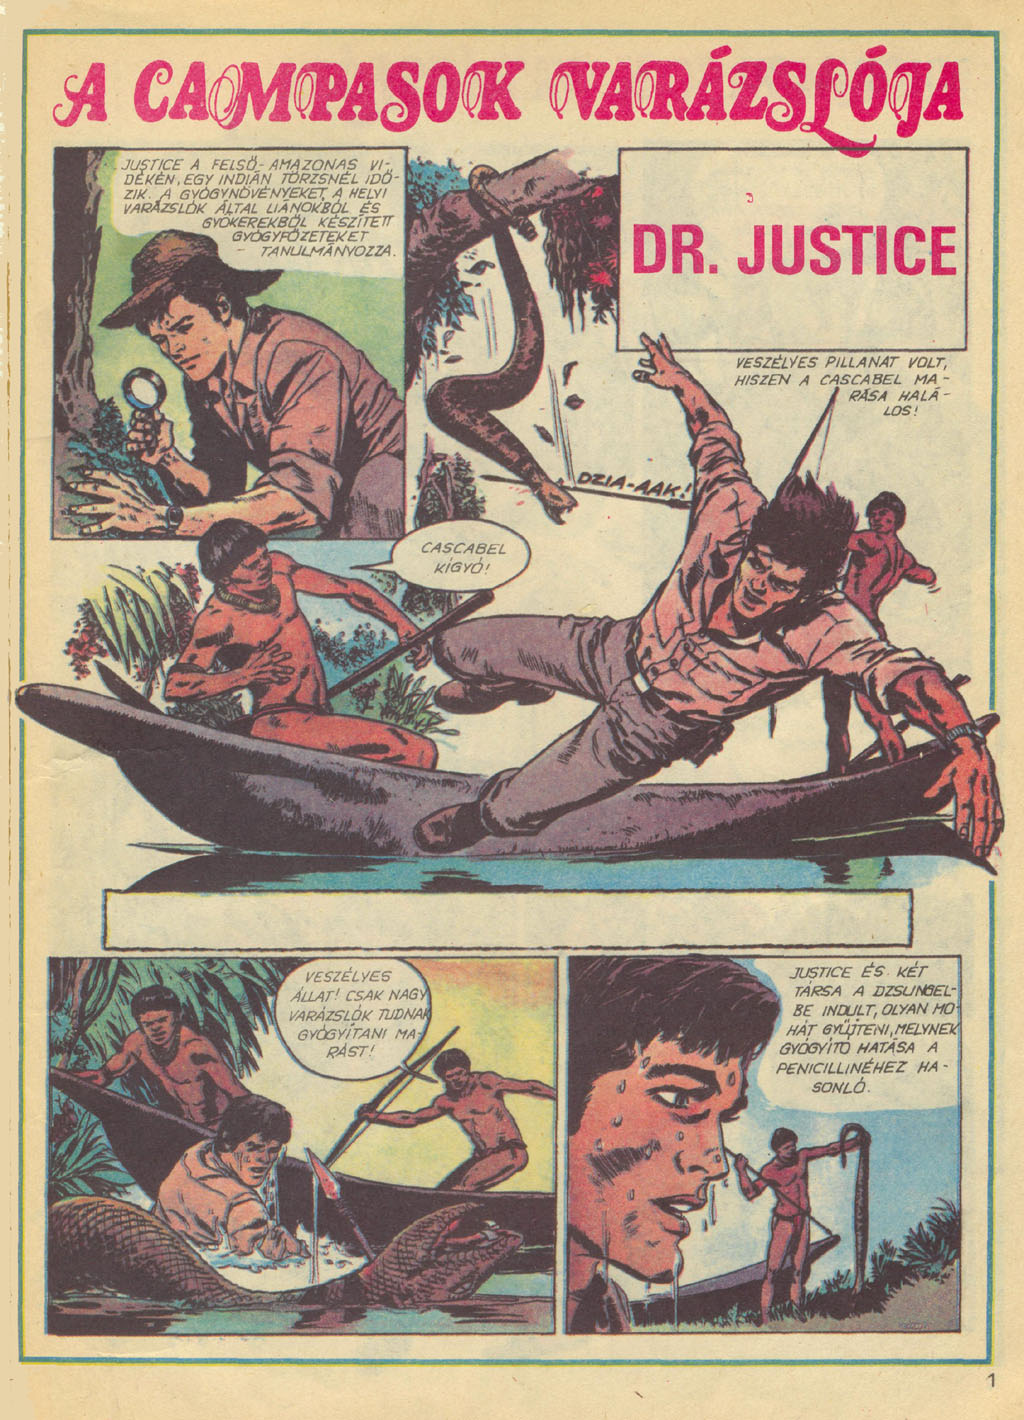 A CAMPASOK VARÁZSLÓJA
JUSTICE A FELSŐ-AMAZONAS VI-
DÉKÉN, EGY INDIÁN TÖRZSNÉL IDŐ-
ZIK. A GYÓGYNÖVÉNYEKET, A HELYI
VARÁZSLÓK ÁLTAL LIÁNOKBÓL ÉS
GYÖKEREKBŐL KÉSZÍTETT
GYÓGYFŐZETEKET
TANULMÁNYOZZA.
DR. JUSTICE
VESZÉLYES PILLANAT VOLT,
HISZEN A CASCABEL MA-
RÁSA HALÁ-
LOS!
DZIA-AAK!
CASCABEL
KÍGYÓ!
VESZÉLYES
ÁLLAT! CSAK NAGY
VARÁZSLÓK TUDNAK
GYÓGYÍTANI MA-
RÁST!
JUSTICE ÉS KÉT
TÁRSA A DZSUNGEL-
BE INDULT, OLYAN MO-
HÁT GYŰJTENI, MELYNEK
GYÓGYÍTÓ HATÁSA A
PENICILLINÉHEZ HA-
SONLÓ.
1